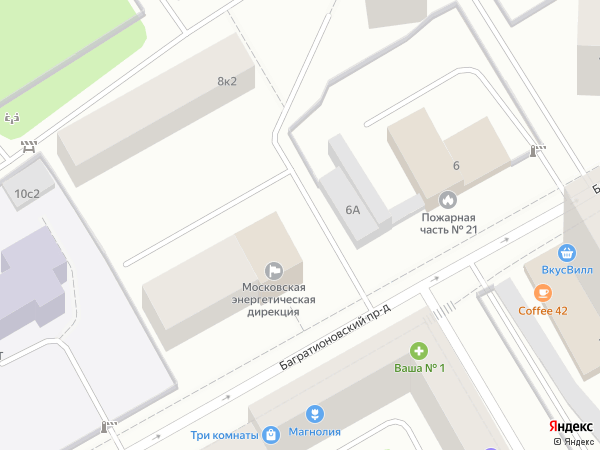 8к2
10с2
6
6А
Пожарная
часть № 21
ВкусВилл
Coffee 42
Московская
энергетическая
дирекция
Багратионовский пр-д
Ваша № 1
Магнолия
Три комнаты
Яндекс
© Яндекс